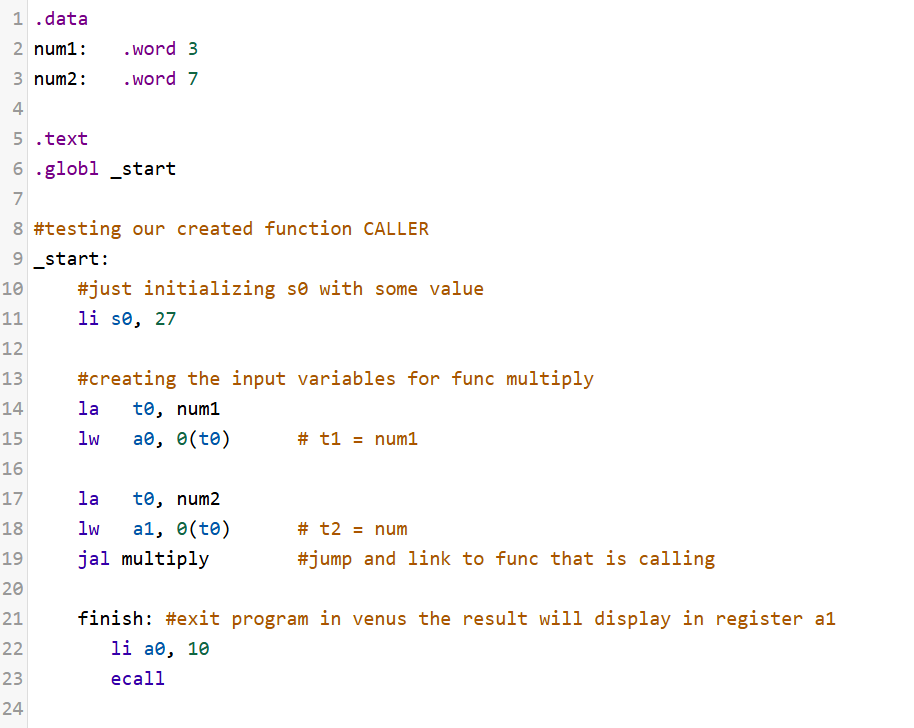 1 .data
2 num1:   .word 3
3 num2:   .word 7
4
5 .text
6 .globl _start
7
8 #testing our created function CALLER
9 _start:
10     #just initializing s0 with some value
11     li s0, 27
12
13     #creating the input variables for func multiply
14     la   t0, num1
15     lw   a0, 0(t0)      # t1 = num1
16
17     la   t0, num2
18     lw   a1, 0(t0)      # t2 = num
19     jal multiply        #jump and link to func that is calling
20
21     finish: #exit program in venus the result will display in register a1
22        li a0, 10
23        ecall
24